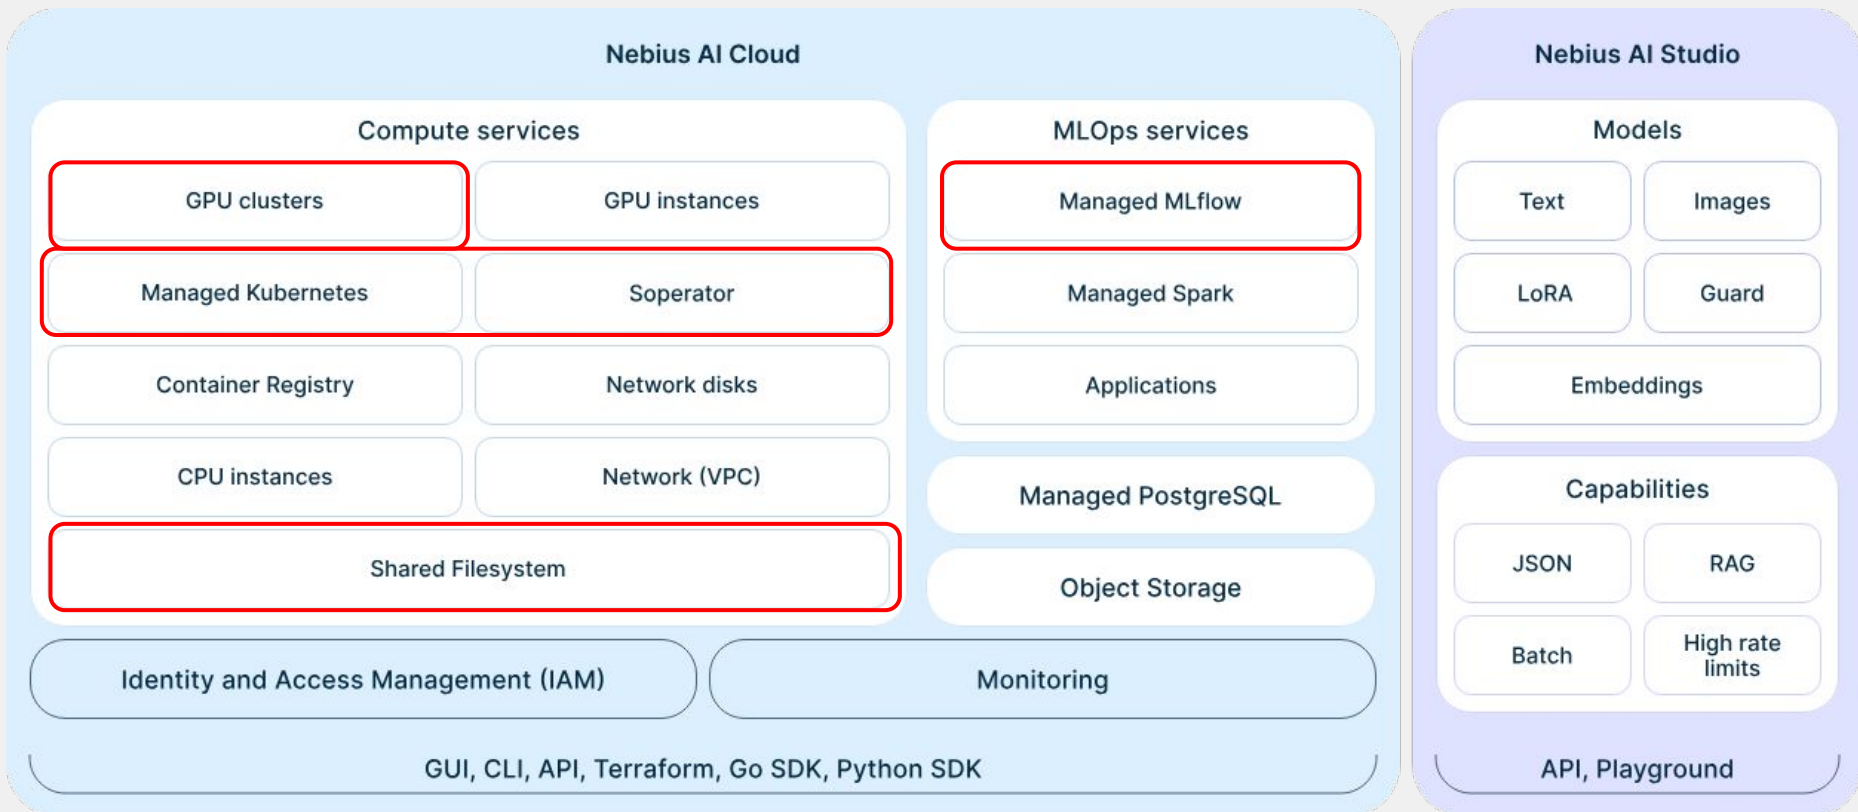 Nebius AI Cloud
Compute services
GPU clusters
GPU instances
Managed Kubernetes
Soperator
Container Registry
Network disks
CPU instances
Network (VPC)
Shared Filesystem
MLOps services
Managed MLflow
Managed Spark
Applications
Managed PostgreSQL
Object Storage
Identity and Access Management (IAM)
Monitoring
GUI, CLI, API, Terraform, Go SDK, Python SDK
Nebius AI Studio
Models
Text
Images
LoRA
Guard
Embeddings
Capabilities
JSON
RAG
Batch
High rate
limits
API, Playground